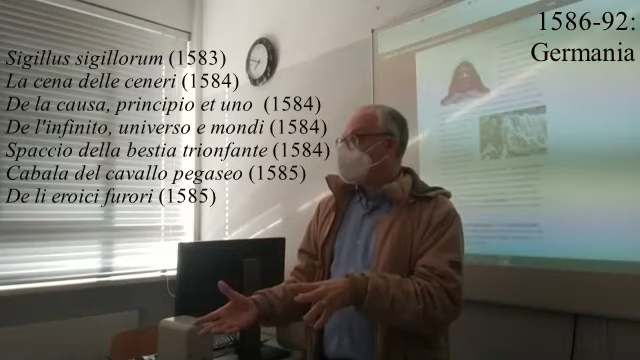 1586-92:
Germania
Sigillus sigillorum (1583)
La cena delle ceneri (1584)
De la causa, principio et uno (1584)
De l'infinito, universo e mondi (1584)
Spaccio della bestia trionfante (1584)
Cabala del cavallo pegaseo (1585)
De li eroici furori (1585)